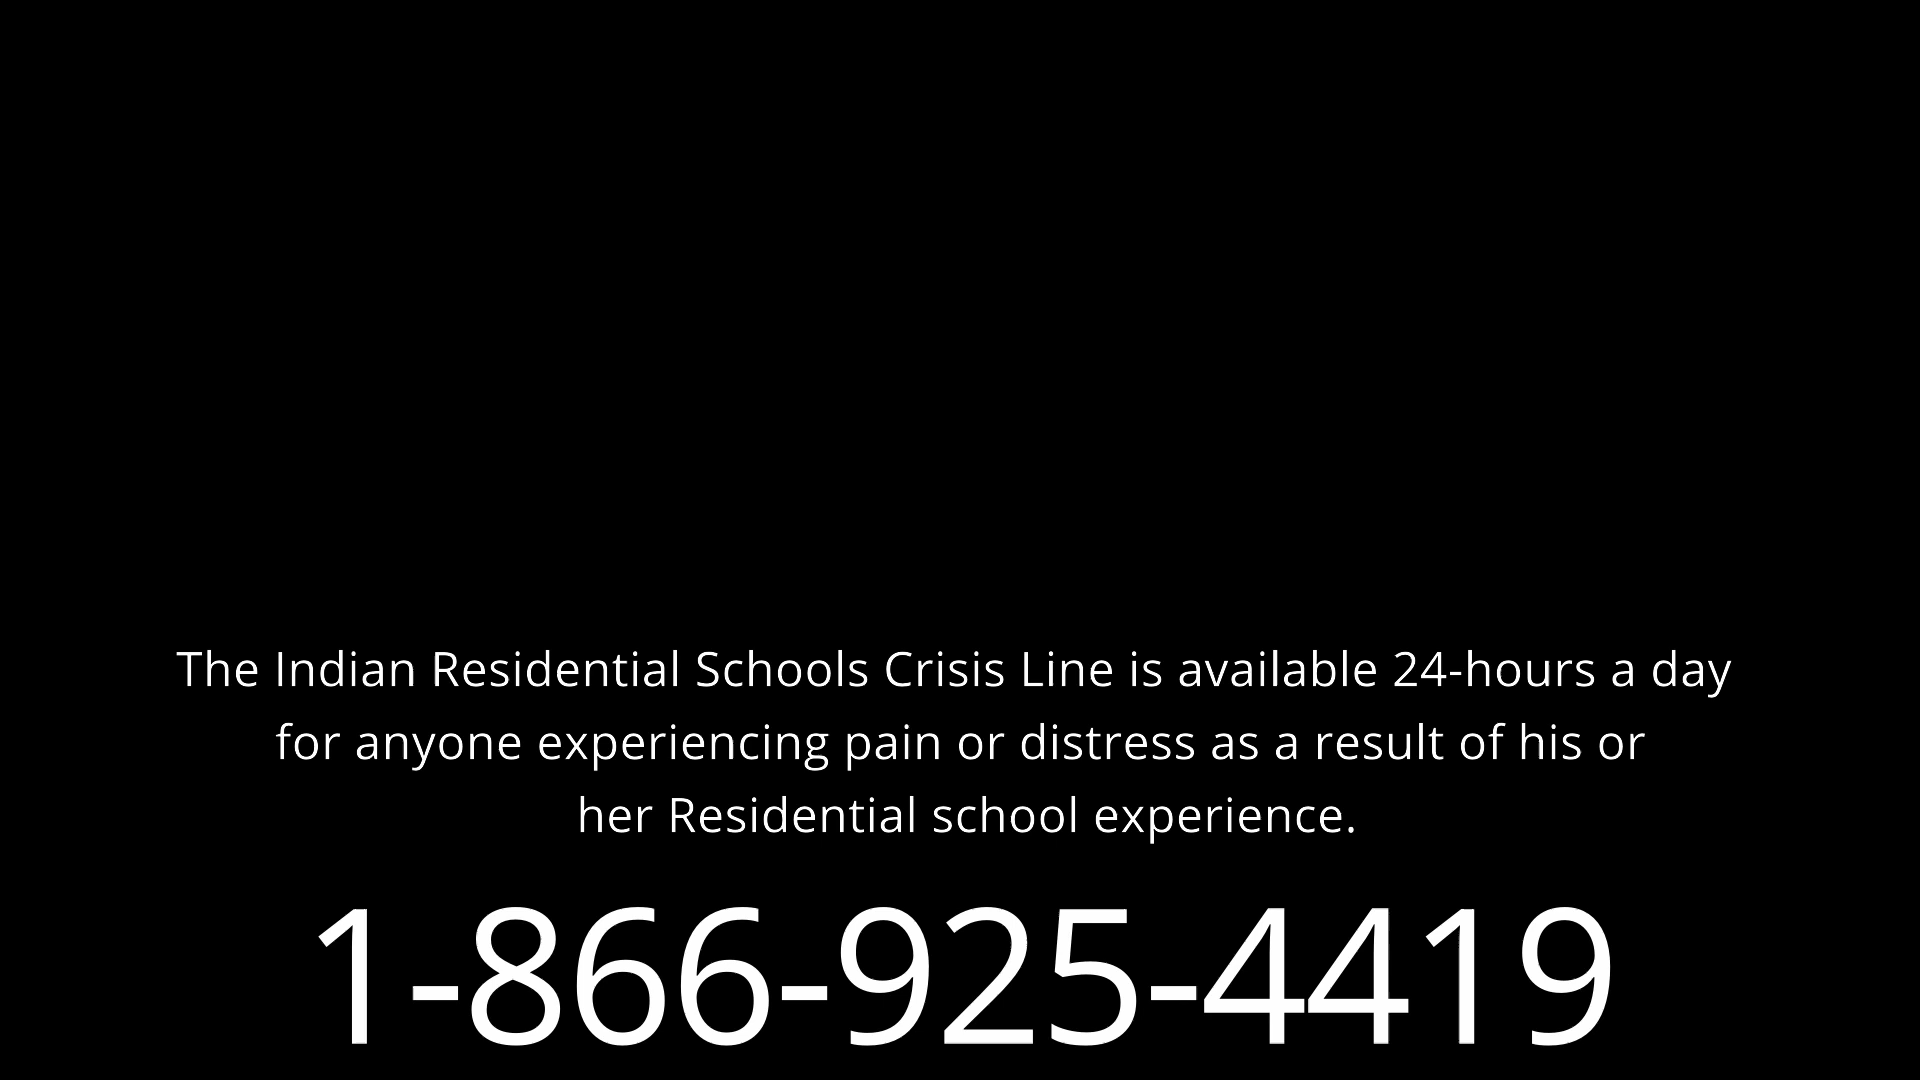 The Indian Residential Schools Crisis Line is available 24-hours a day
for anyone experiencing pain or distress as a result of his or
her Residential school experience.
1-866-925-4419